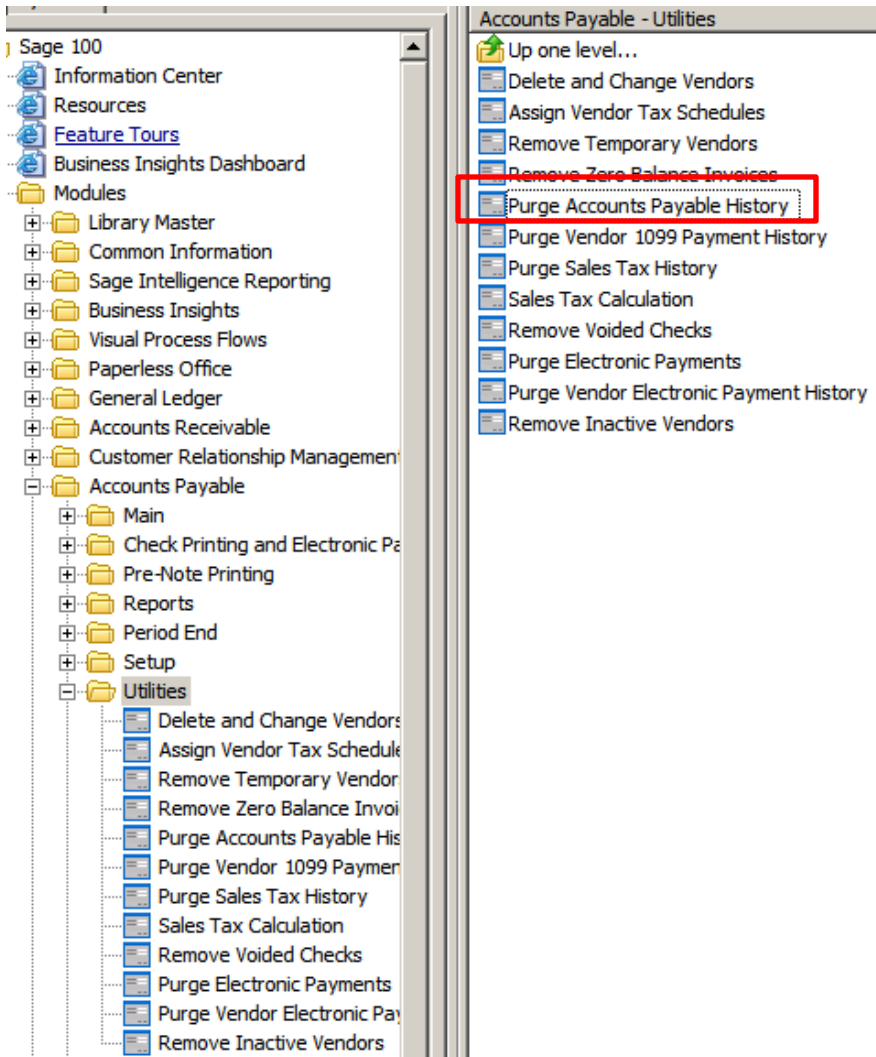 Sage 100
Information Center
Resources
Feature Tours
Business Insights Dashboard
Modules
Library Master
Common Information
Sage Intelligence Reporting
Business Insights
Visual Process Flows
Paperless Office
General Ledger
Accounts Receivable
Customer Relationship Management
Accounts Payable
Main
Check Printing and Electronic Pa
Pre-Note Printing
Reports
Period End
Setup
Utilities
Delete and Change Vendors
Assign Vendor Tax Schedule
Remove Temporary Vendor
Remove Zero Balance Invoi
Purge Accounts Payable His
Purge Vendor 1099 Paymen
Purge Sales Tax History
Sales Tax Calculation
Remove Voided Checks
Purge Electronic Payments
Purge Vendor Electronic Pay
Remove Inactive Vendors
Accounts Payable - Utilities
Up one level...
Delete and Change Vendors
Assign Vendor Tax Schedules
Remove Temporary Vendors
Remove Zero Balance Invoices
Purge Accounts Payable History
Purge Vendor 1099 Payment History
Purge Sales Tax History
Sales Tax Calculation
Remove Voided Checks
Purge Electronic Payments
Purge Vendor Electronic Payment History
Remove Inactive Vendors